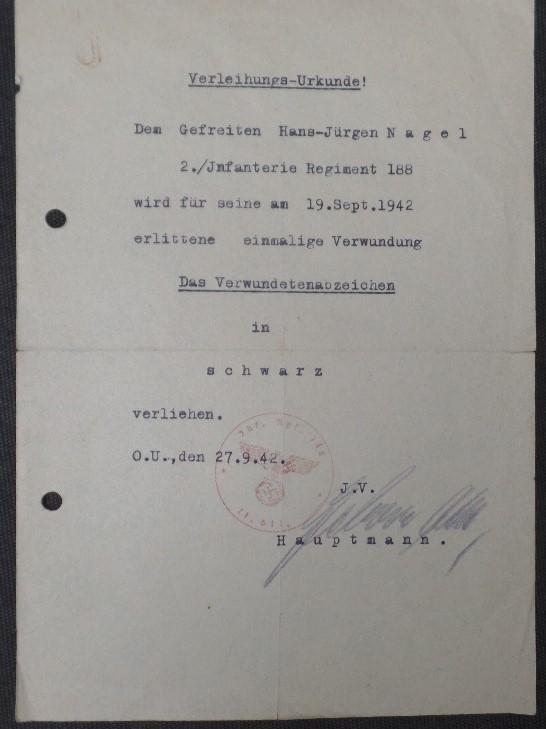 Verleihungs-Urkunde!
Dem Gefreiten Hans-Jürgen N a g e l
2./Jnfanterie Regiment 188
wird für seine am 19.Sept.1942
erlittene einmalige Verwundung
Das Verwundetenabzeichen
in
s c h w a r z
verliehen.
O.U.,den 27.9.42.
J.V.
H a u p t m a n n .